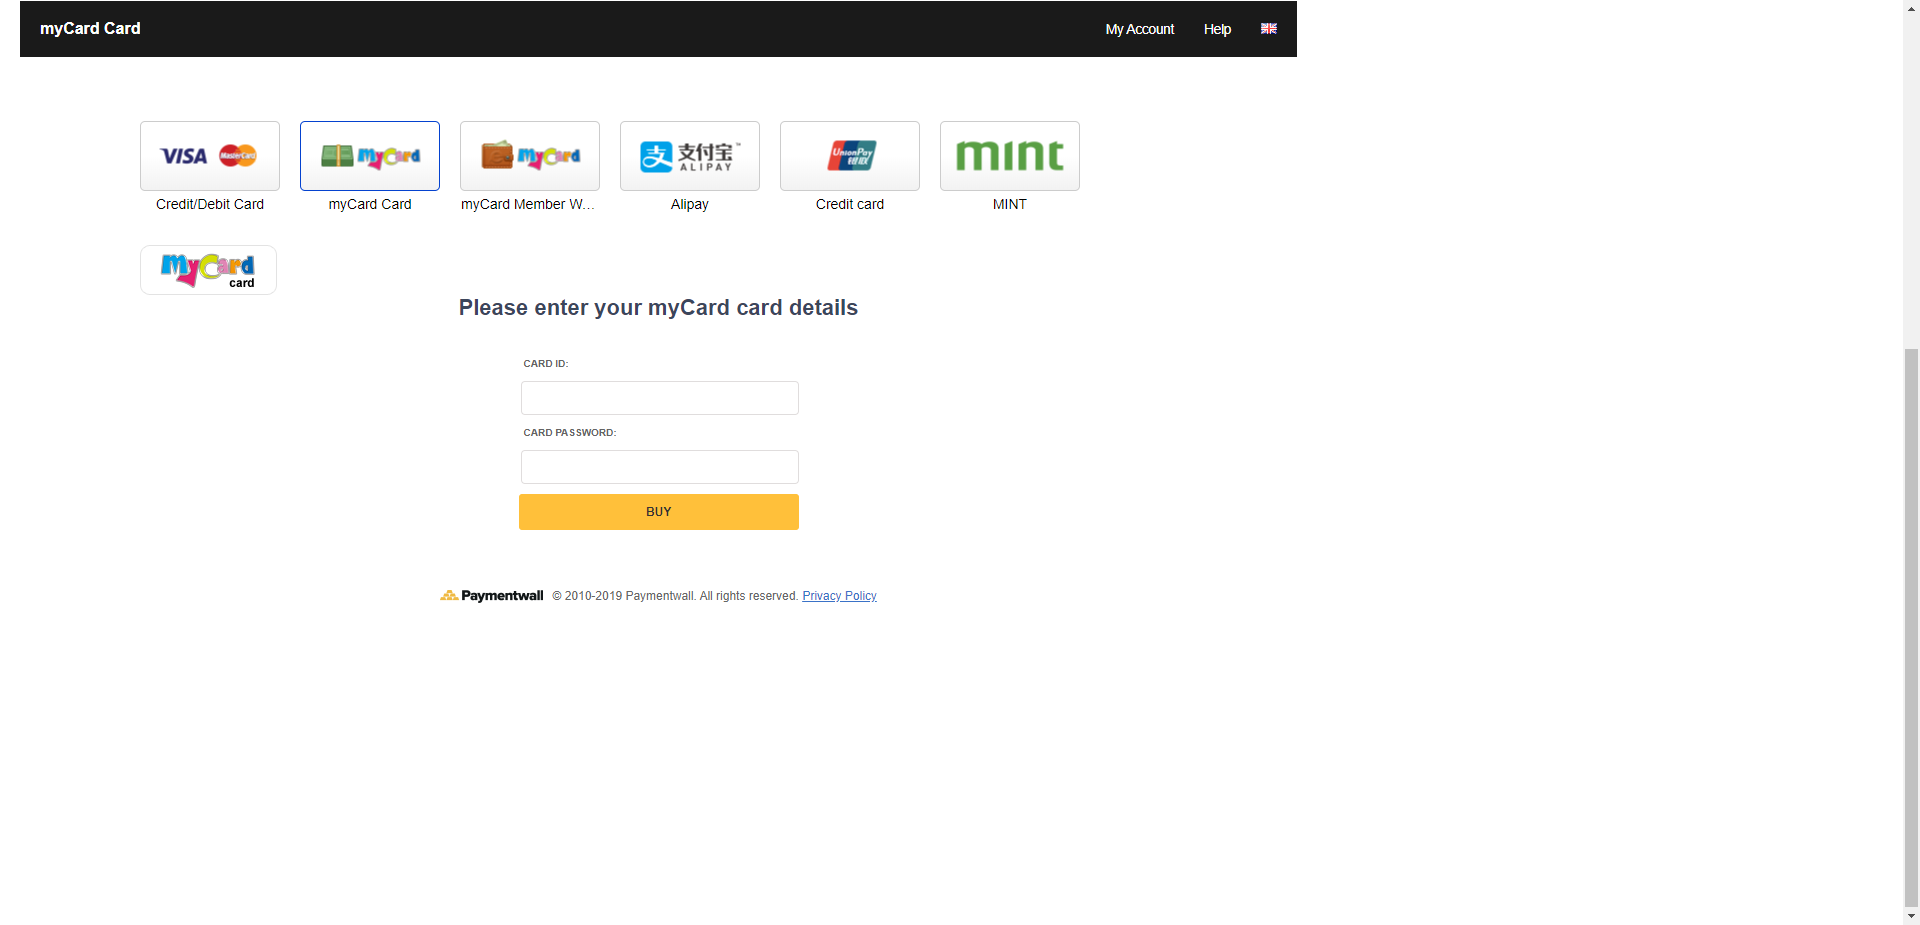 myCard Card
My Account
Help
VISA
MasterCard
MyCard
MyCard
支付宝™
ALIPAY
UnionPay
银联
mint
Credit/Debit Card
myCard Card
myCard Member W...
Alipay
Credit card
MINT
MyCard
card
Please enter your myCard card details
CARD ID:
CARD PASSWORD:
BUY
Paymentwall © 2010-2019 Paymentwall. All rights reserved. Privacy Policy